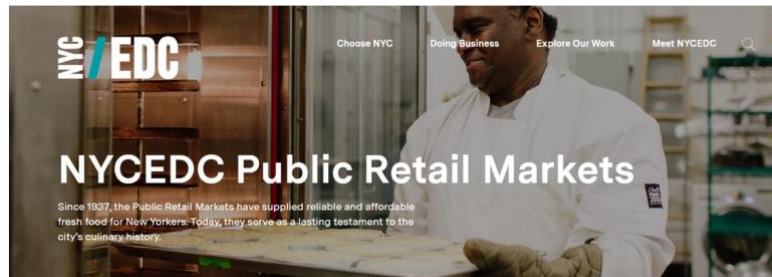 NYC / EDC
Choose NYC
Doing Business
Explore Our Work
Meet NYCEDC
NYCEDC Public Retail Markets
Since 1937, the Public Retail Markets have supplied reliable and affordable
fresh food for New Yorkers. Today, they serve as a lasting testament to the
city's culinary history.